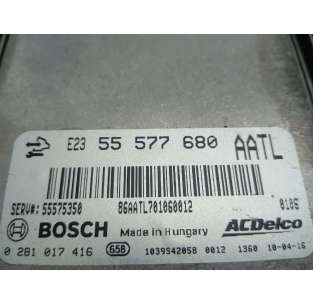 E23 55 577 680 AATL
SERV#: 55575350 86AATL701060012 0106
BOSCH Made in Hungary ACDelco
0 281 017 416 65B 1039S42058 0012 1360 10-04-16